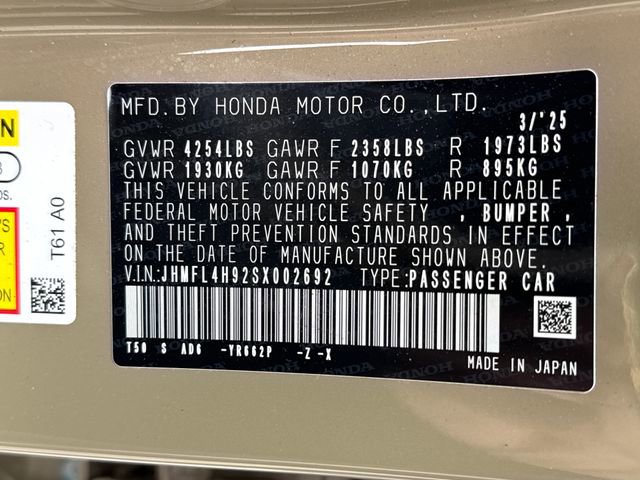 MFD. BY HONDA MOTOR CO., LTD.
3/'25
GVWR 4254LBS GAWR F 2358LBS R 1973LBS
GVWR 1930KG GAWR F 1070KG R 895KG
THIS VEHICLE CONFORMS TO ALL APPLICABLE
FEDERAL MOTOR VEHICLE SAFETY , BUMPER ,
AND THEFT PREVENTION STANDARDS IN EFFECT
ON THE DATE OF MANUFACTURE SHOWN ABOVE.
V.I.N: JHMFL4H92SX002692 TYPE: PASSENGER CAR
T50 S AD6 -YR662P -Z -X
MADE IN JAPAN
T61 A0